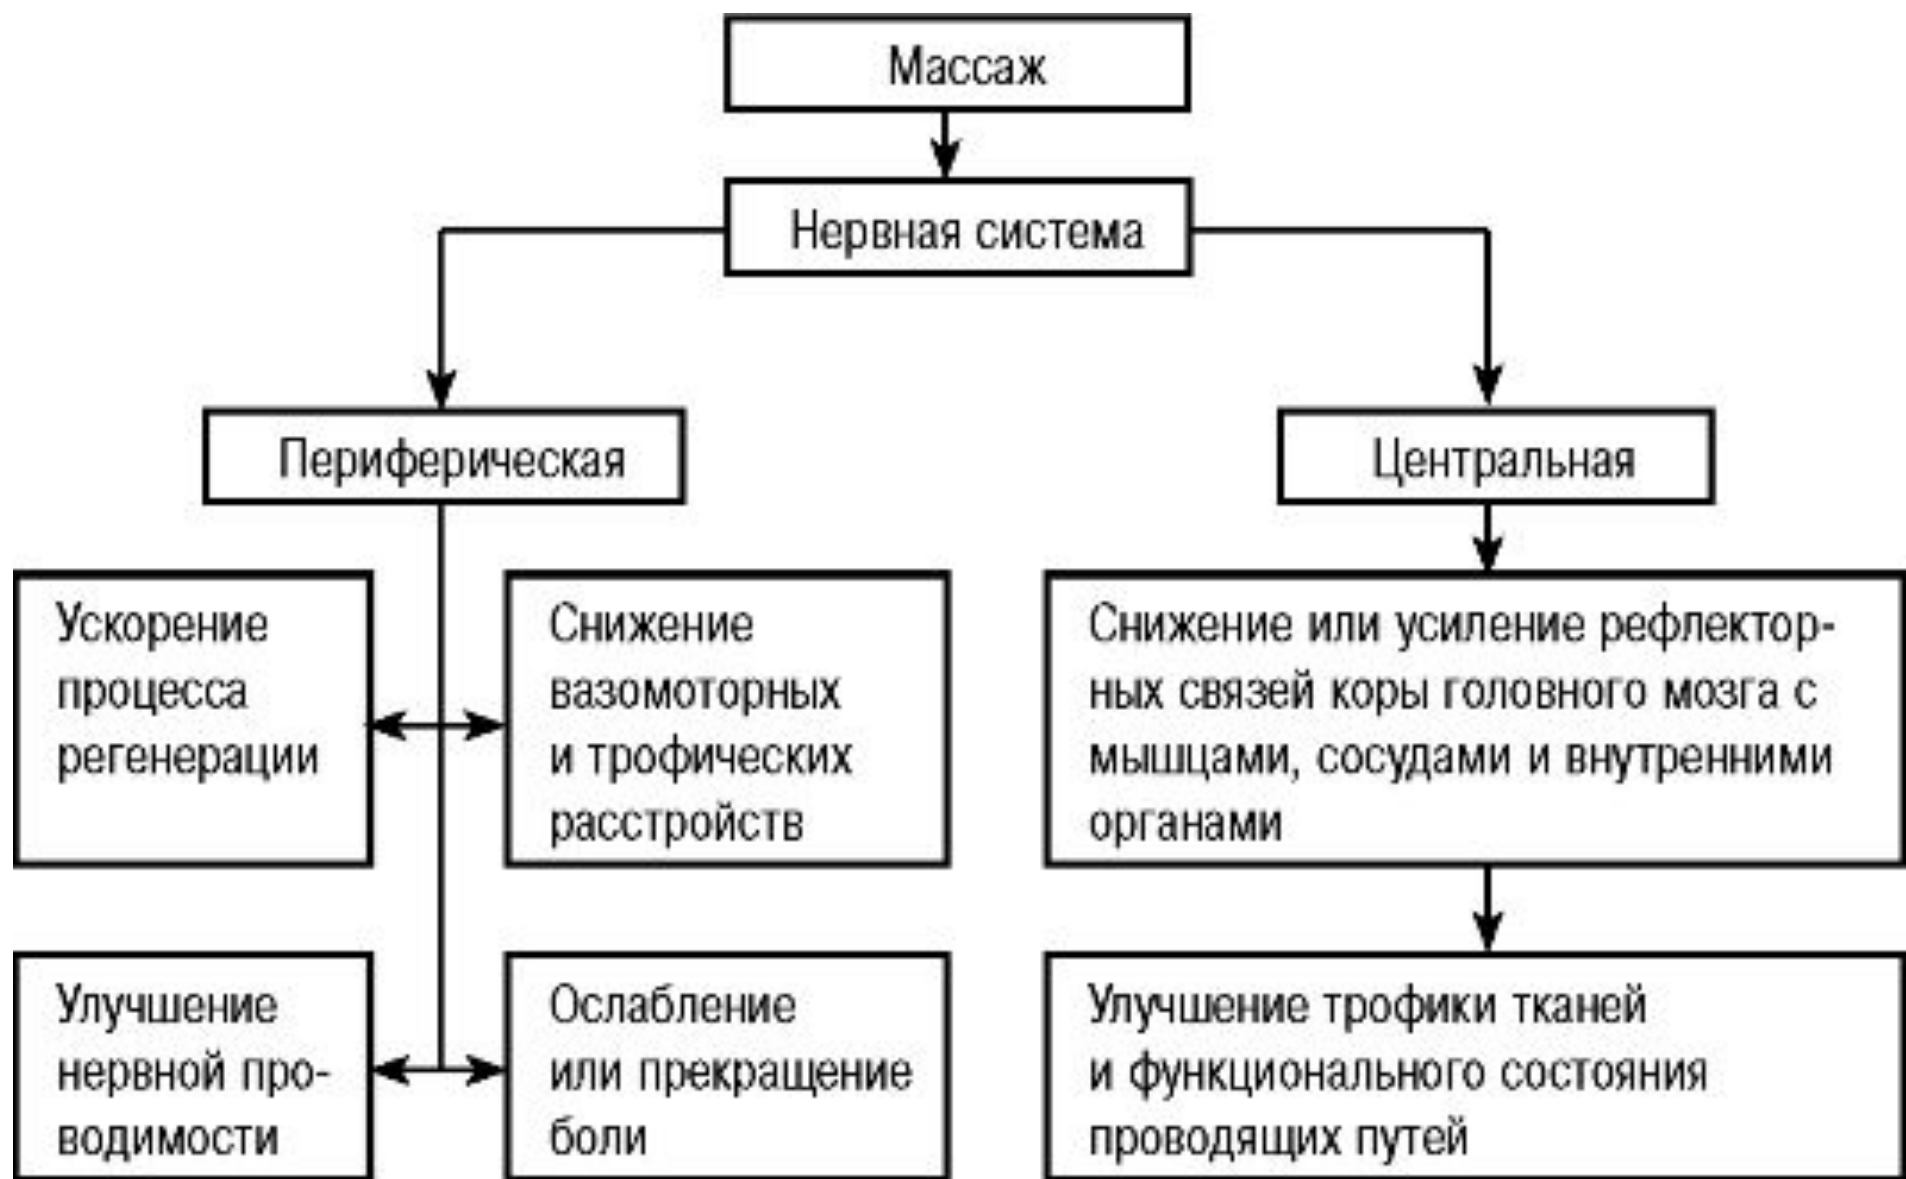 Массаж
Нервная система
Периферическая
Центральная
Ускорение
процесса
регенерации
Снижение
вазомоторных
и трофических
расстройств
Снижение или усиление рефлектор-
ных связей коры головного мозга с
мышцами, сосудами и внутренними
органами
Улучшение
нервной про-
водимости
Ослабление
или прекращение
боли
Улучшение трофики тканей
и функционального состояния
проводящих путей